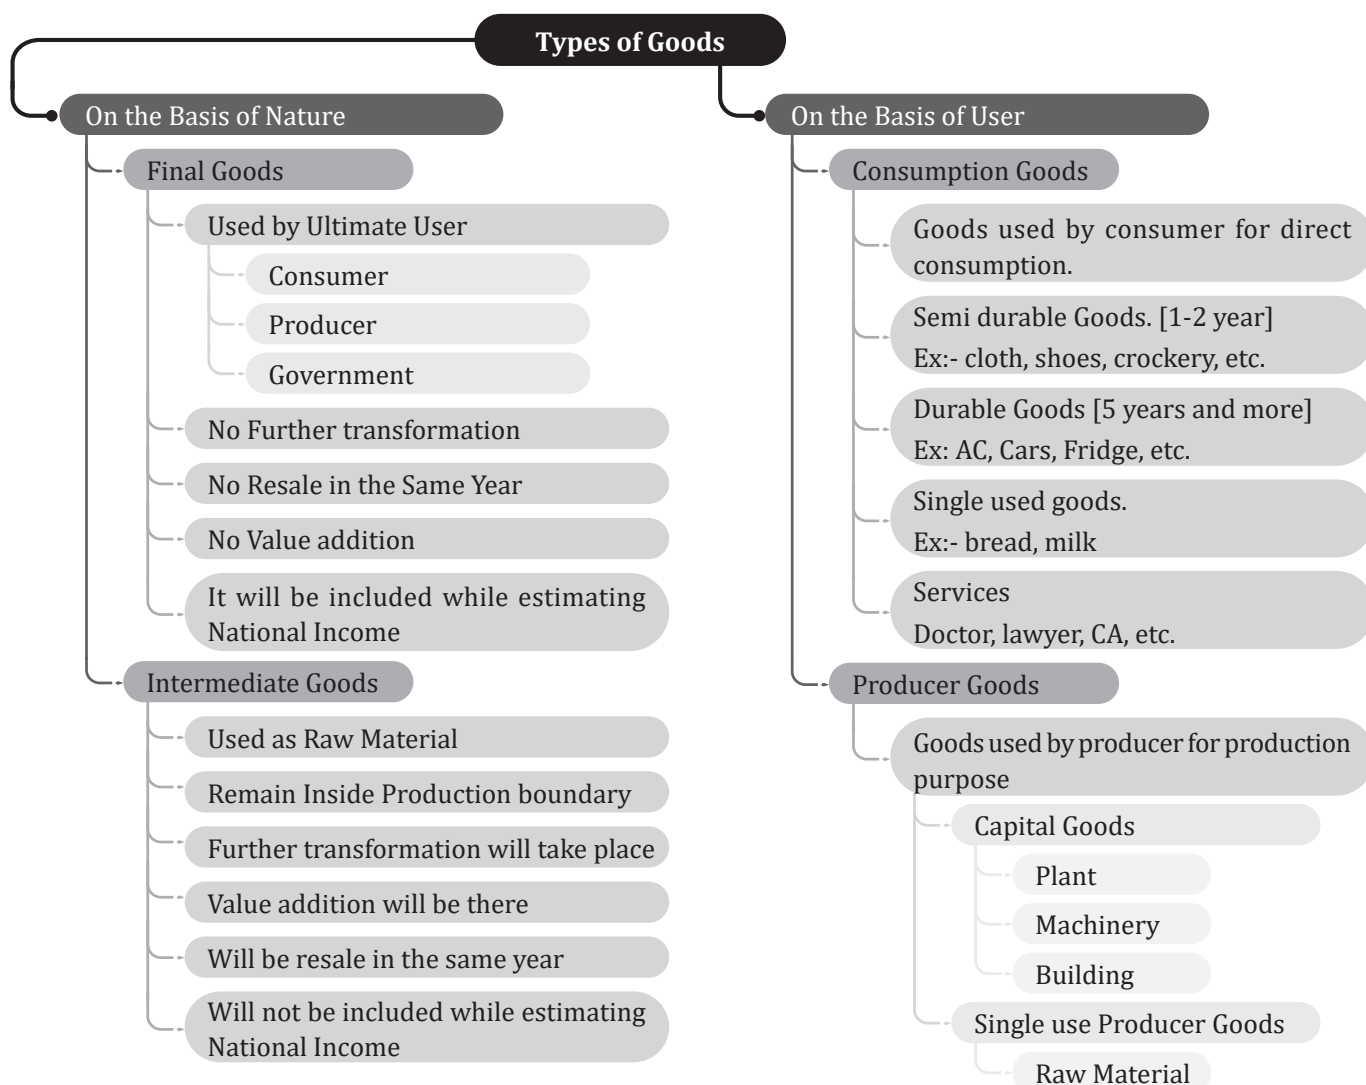 Types of Goods
On the Basis of Nature
Final Goods
Used by Ultimate User
Consumer
Producer
Government
No Further transformation
No Resale in the Same Year
No Value addition
It will be included while estimating
National Income
Intermediate Goods
Used as Raw Material
Remain Inside Production boundary
Further transformation will take place
Value addition will be there
Will be resale in the same year
Will not be included while estimating
National Income
On the Basis of User
Consumption Goods
Goods used by consumer for direct
consumption.
Semi durable Goods. [1-2 year]
Ex:- cloth, shoes, crockery, etc.
Durable Goods [5 years and more]
Ex: AC, Cars, Fridge, etc.
Single used goods.
Ex:- bread, milk
Services
Doctor, lawyer, CA, etc.
Producer Goods
Goods used by producer for production
purpose
Capital Goods
Plant
Machinery
Building
Single use Producer Goods
Raw Material